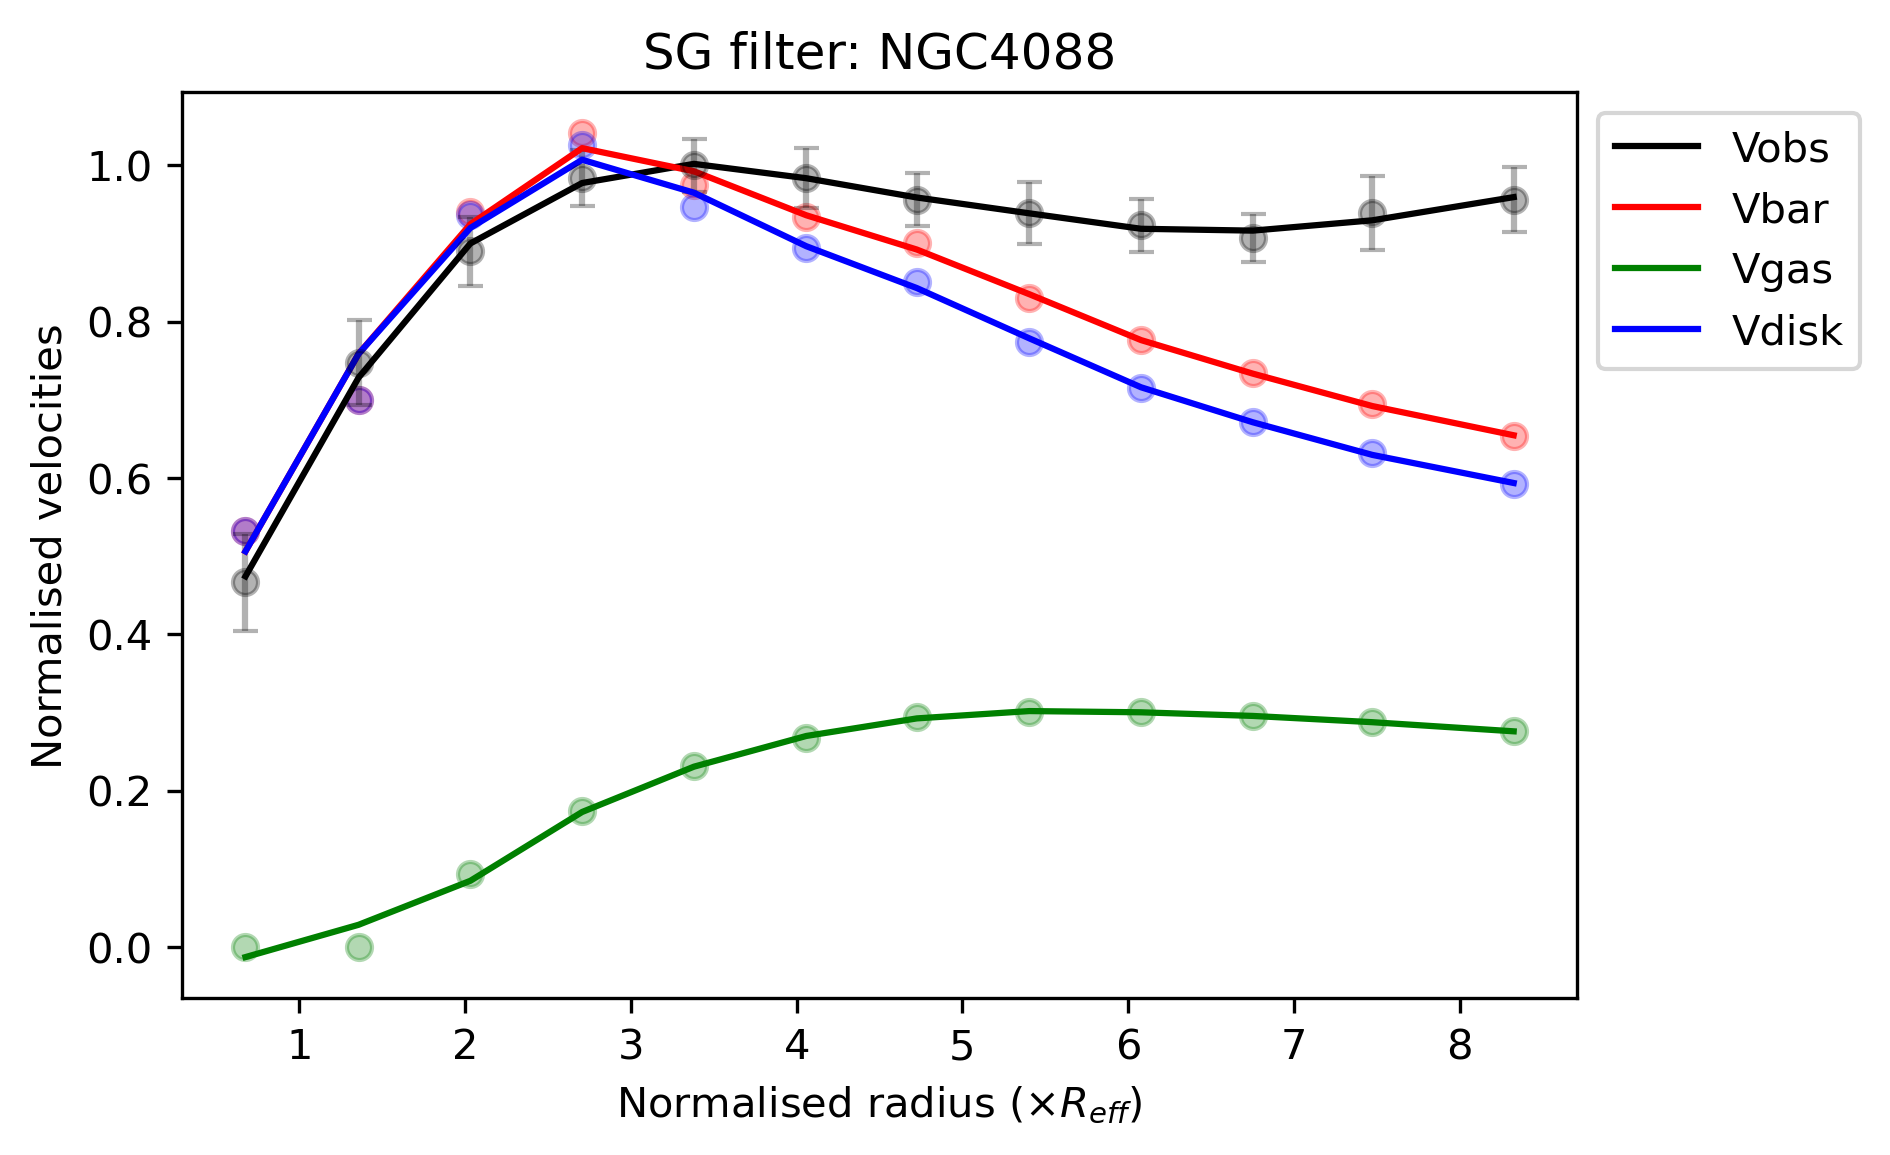 SG filter: NGC4088
Normalised velocities
1.0
0.8
0.6
0.4
0.2
0.0
1 2 3 4 5 6 7 8
Normalised radius (×R_eff)
Vobs
Vbar
Vgas
Vdisk